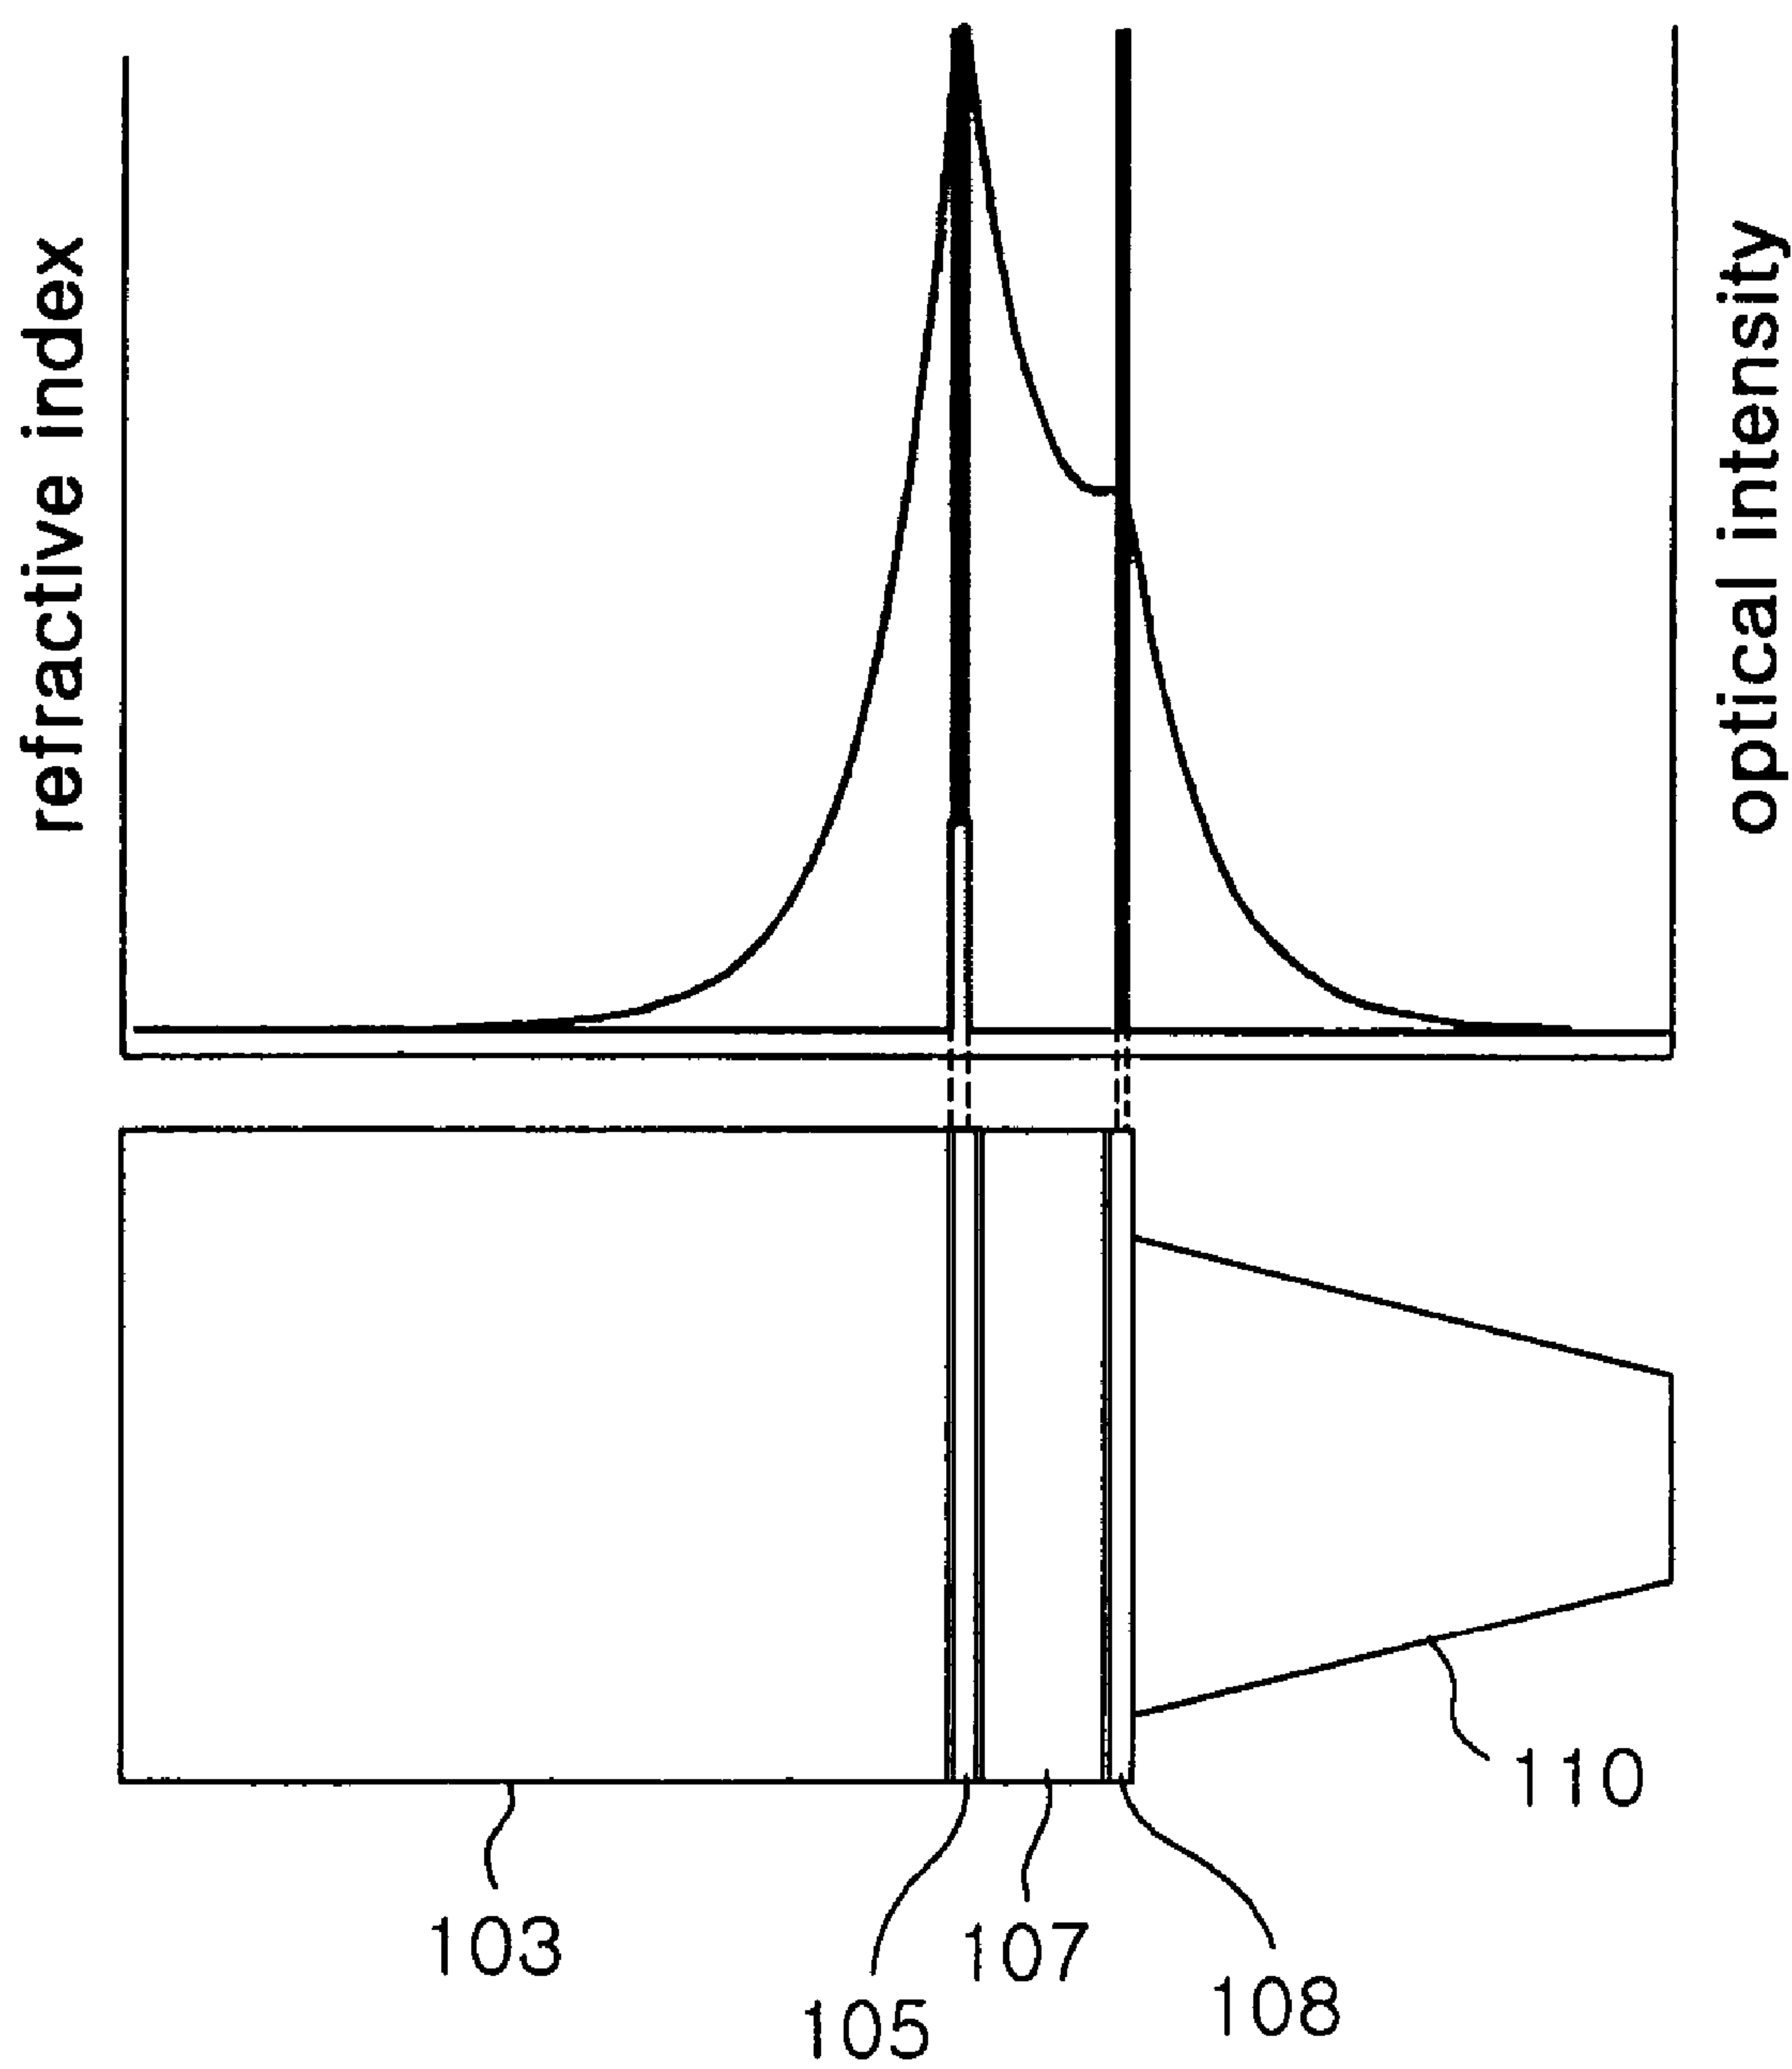 refractive index
optical intensity
103
105
107
108
110